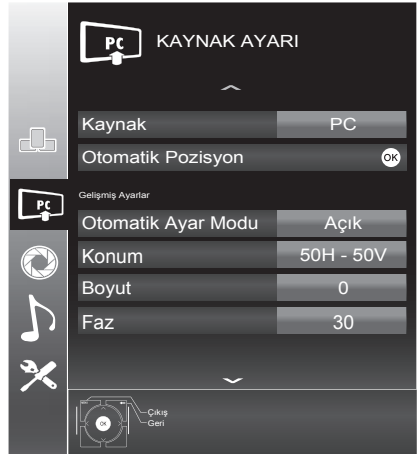 PC KAYNAK AYARI
Kaynak PC
Otomatik Pozisyon OK
PC
Gelişmiş Ayarlar
Otomatik Ayar Modu Açık
Konum 50H - 50V
Boyut 0
Faz 30
OK
Çıkış
Geri